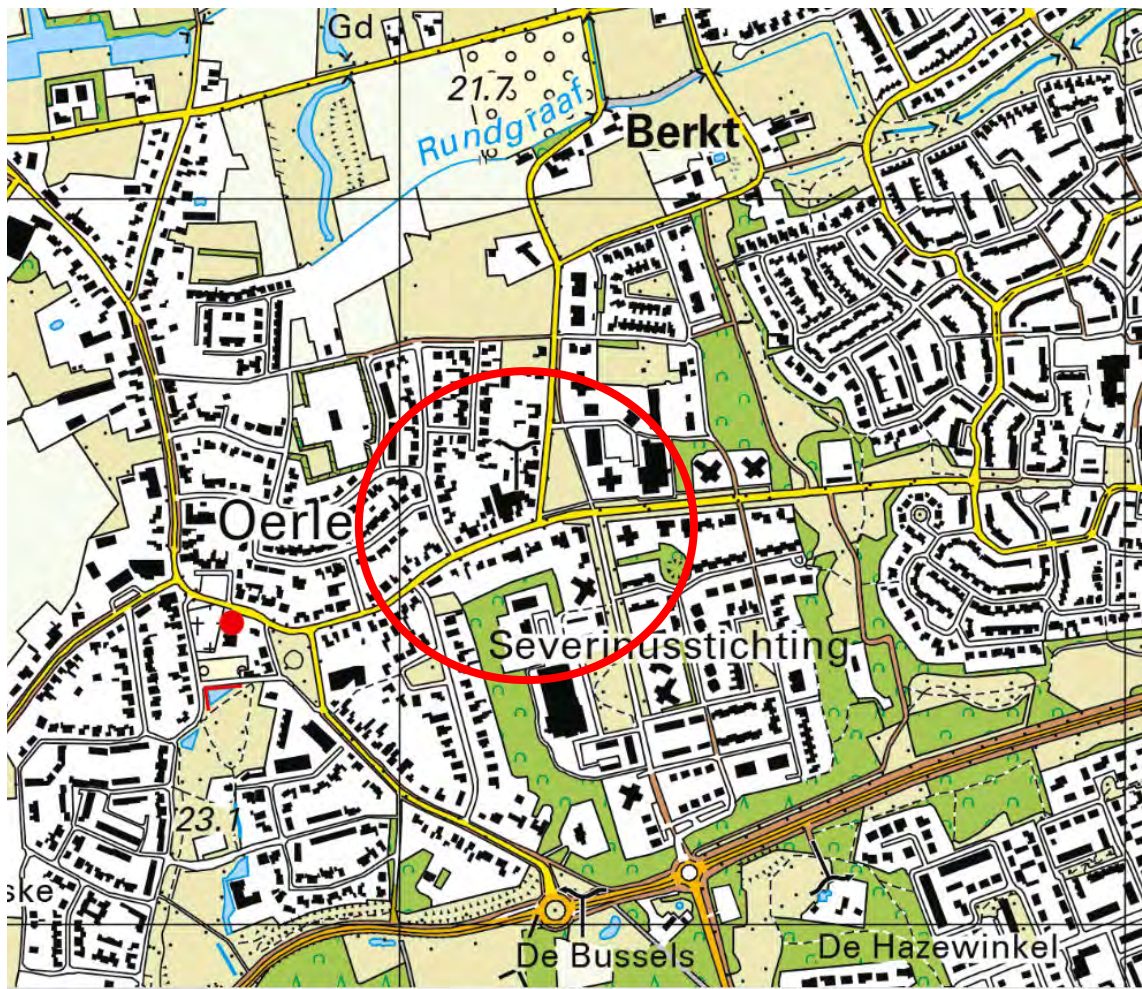 Gd
21.7
Rundgraaf
Berkt
Oerle
Severinusstichting
23.1
ske
De Bussels
De Hazewinkel